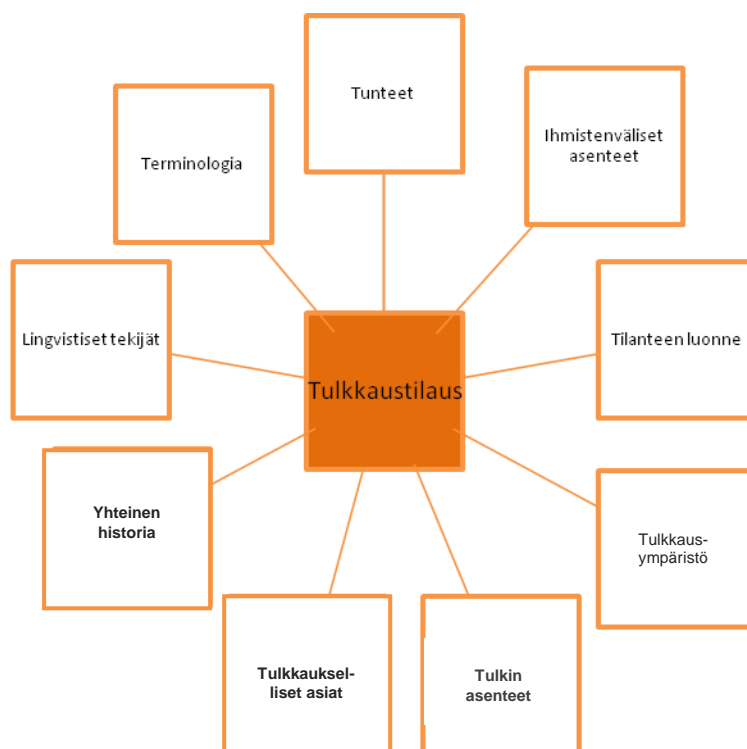 Tunteet
Ihmistenväliset
asenteet
Terminologia
Tilanteen luonne
Lingvistiset tekijät
Tulkkaustilaus
Yhteinen
historia
Tulkkaus-
ympäristö
Tulkkauksel-
liset asiat
Tulkin
asenteet